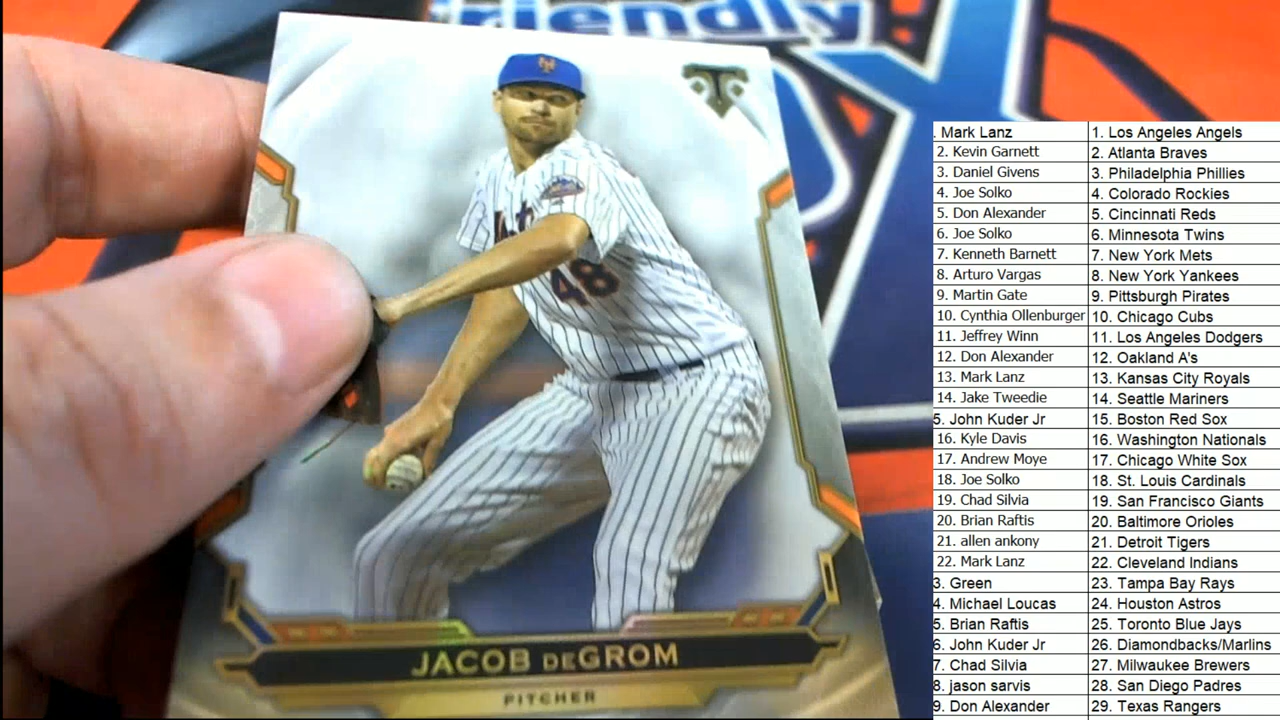 friendly
NY
48
JACOB DEGROM
PITCHER
. Mark Lanz 1. Los Angeles Angels
2. Kevin Garnett 2. Atlanta Braves
3. Daniel Givens 3. Philadelphia Phillies
4. Joe Solko 4. Colorado Rockies
5. Don Alexander 5. Cincinnati Reds
6. Joe Solko 6. Minnesota Twins
7. Kenneth Barnett 7. New York Mets
8. Arturo Vargas 8. New York Yankees
9. Martin Gate 9. Pittsburgh Pirates
10. Cynthia Ollenburger 10. Chicago Cubs
11. Jeffrey Winn 11. Los Angeles Dodgers
12. Don Alexander 12. Oakland A's
13. Mark Lanz 13. Kansas City Royals
14. Jake Tweedie 14. Seattle Mariners
5. John Kuder Jr 15. Boston Red Sox
16. Kyle Davis 16. Washington Nationals
17. Andrew Moye 17. Chicago White Sox
18. Joe Solko 18. St. Louis Cardinals
19. Chad Silvia 19. San Francisco Giants
20. Brian Raftis 20. Baltimore Orioles
21. allen ankony 21. Detroit Tigers
22. Mark Lanz 22. Cleveland Indians
3. Green 23. Tampa Bay Rays
4. Michael Loucas 24. Houston Astros
5. Brian Raftis 25. Toronto Blue Jays
6. John Kuder Jr 26. Diamondbacks/Marlins
7. Chad Silvia 27. Milwaukee Brewers
8. jason sarvis 28. San Diego Padres
9. Don Alexander 29. Texas Rangers